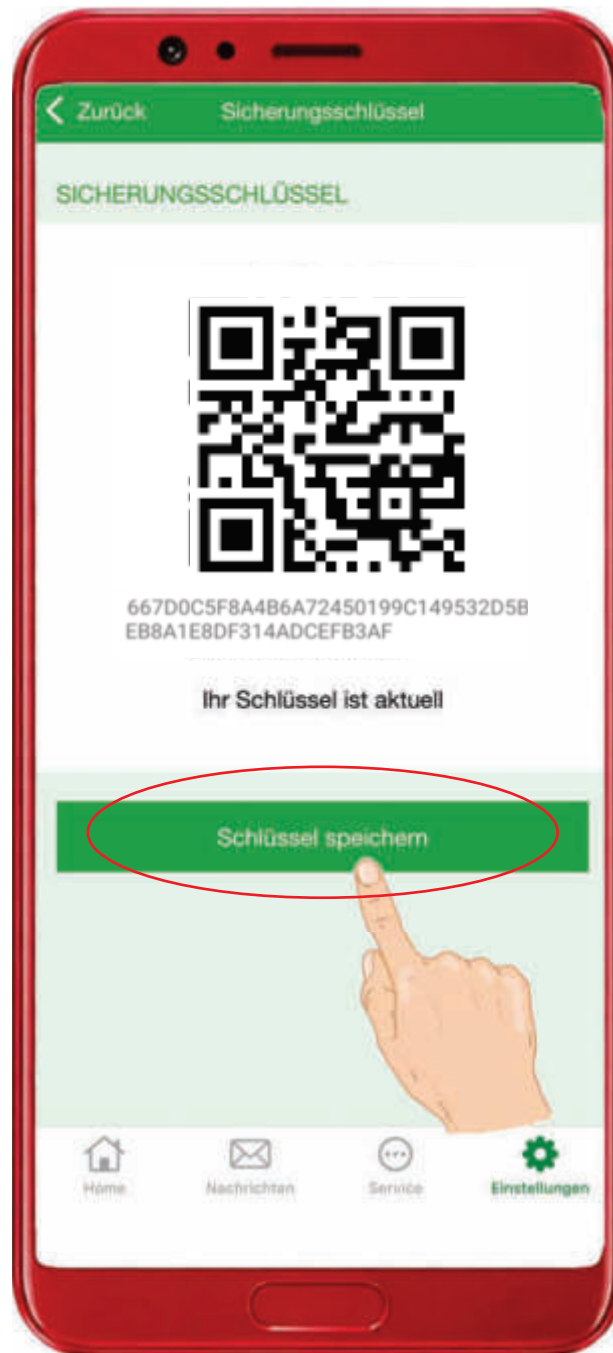 Zurück Sicherungsschlüssel
SICHERUNGSSCHLÜSSEL
667D0C5F8A4B6A72450199C149532D5B
EB8A1E8DF314ADCEFB3AF
Ihr Schlüssel ist aktuell
Schlüssel speichern
Home Nachrichten Service Einstellungen